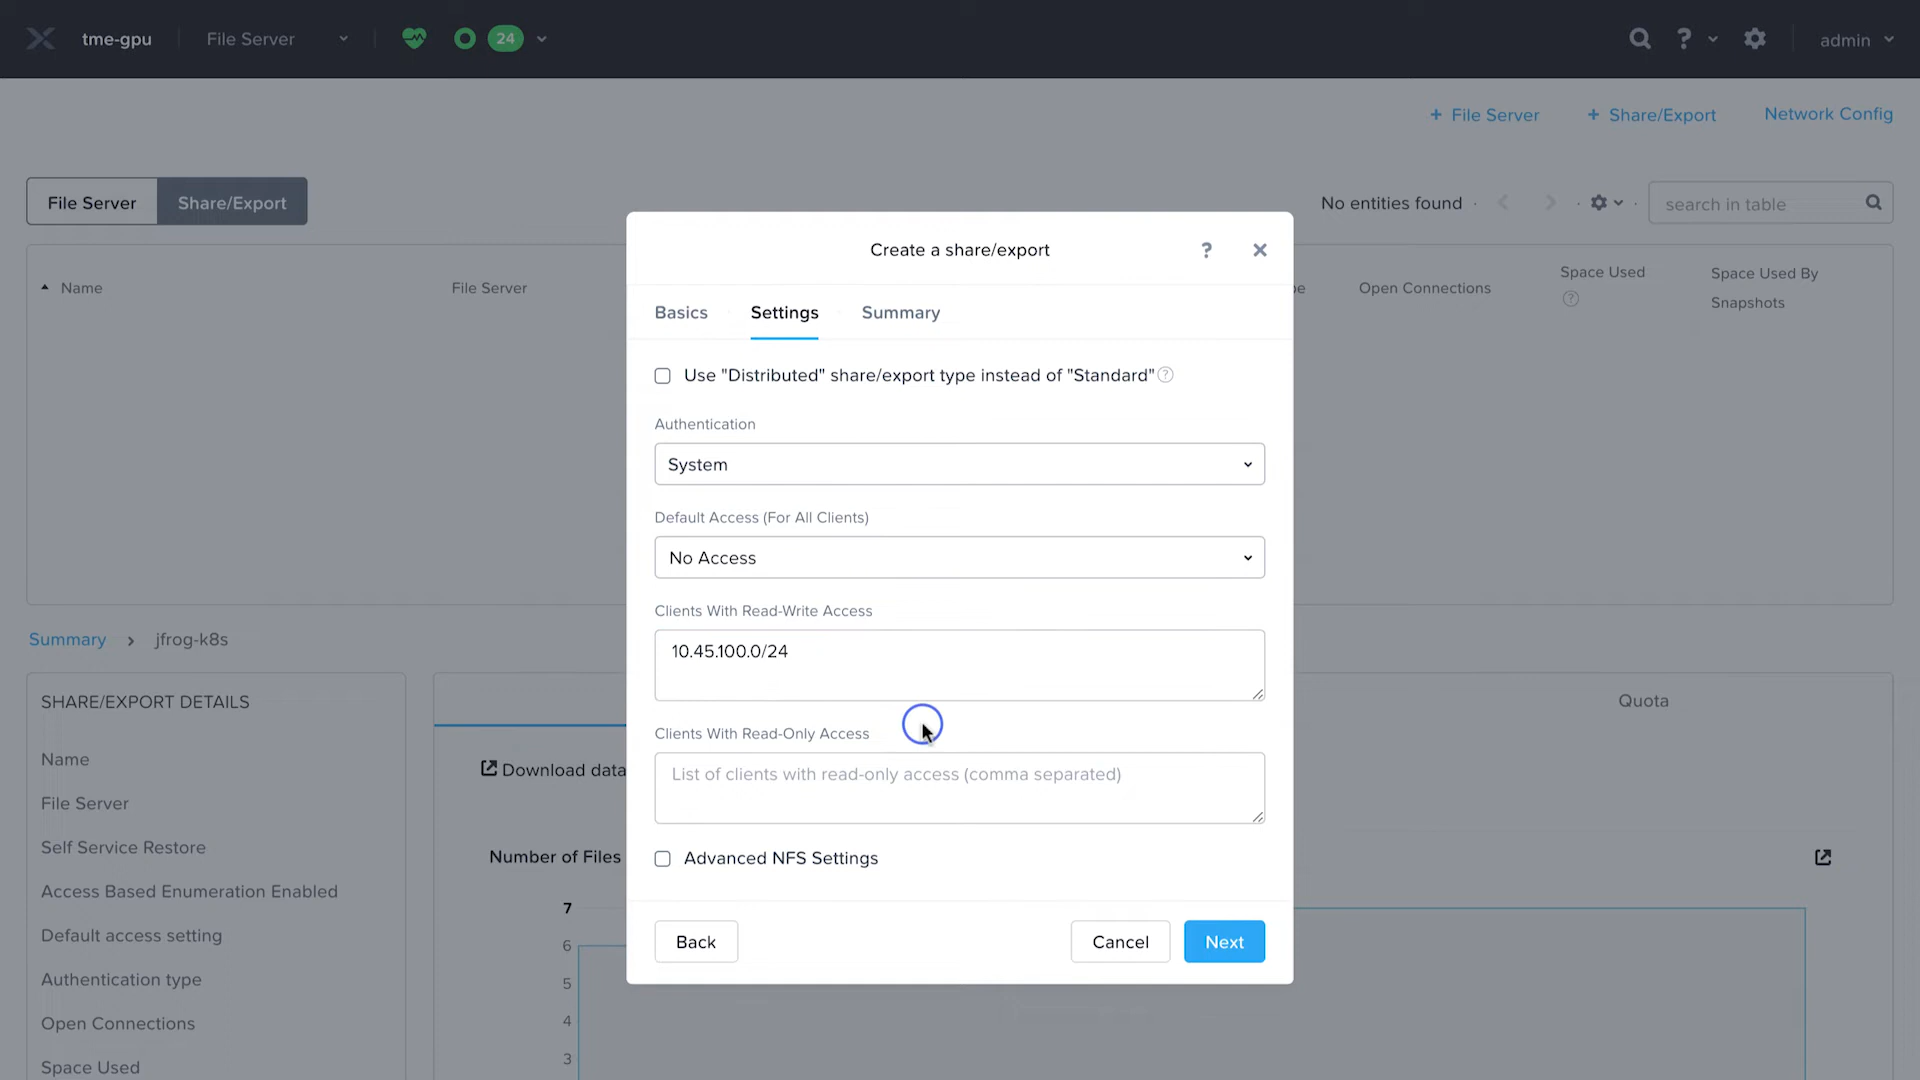 tme-gpu
File Server
24
?
admin
+ File Server
+ Share/Export
Network Config
File Server
Share/Export
No entities found
search in table
Name
File Server
Open Connections
Space Used
?
Space Used By
Snapshots
Create a share/export
?
Basics
Settings
Summary
Use "Distributed" share/export type instead of "Standard"
?
Authentication
System
Default Access (For All Clients)
No Access
Clients With Read-Write Access
10.45.100.0/24
Clients With Read-Only Access
List of clients with read-only access (comma separated)
Advanced NFS Settings
Back
Cancel
Next
Summary
jfrog-k8s
SHARE/EXPORT DETAILS
Name
File Server
Self Service Restore
Access Based Enumeration Enabled
Default access setting
Authentication type
Open Connections
Space Used
Quota
Download data
Number of Files
7
6
5
4
3